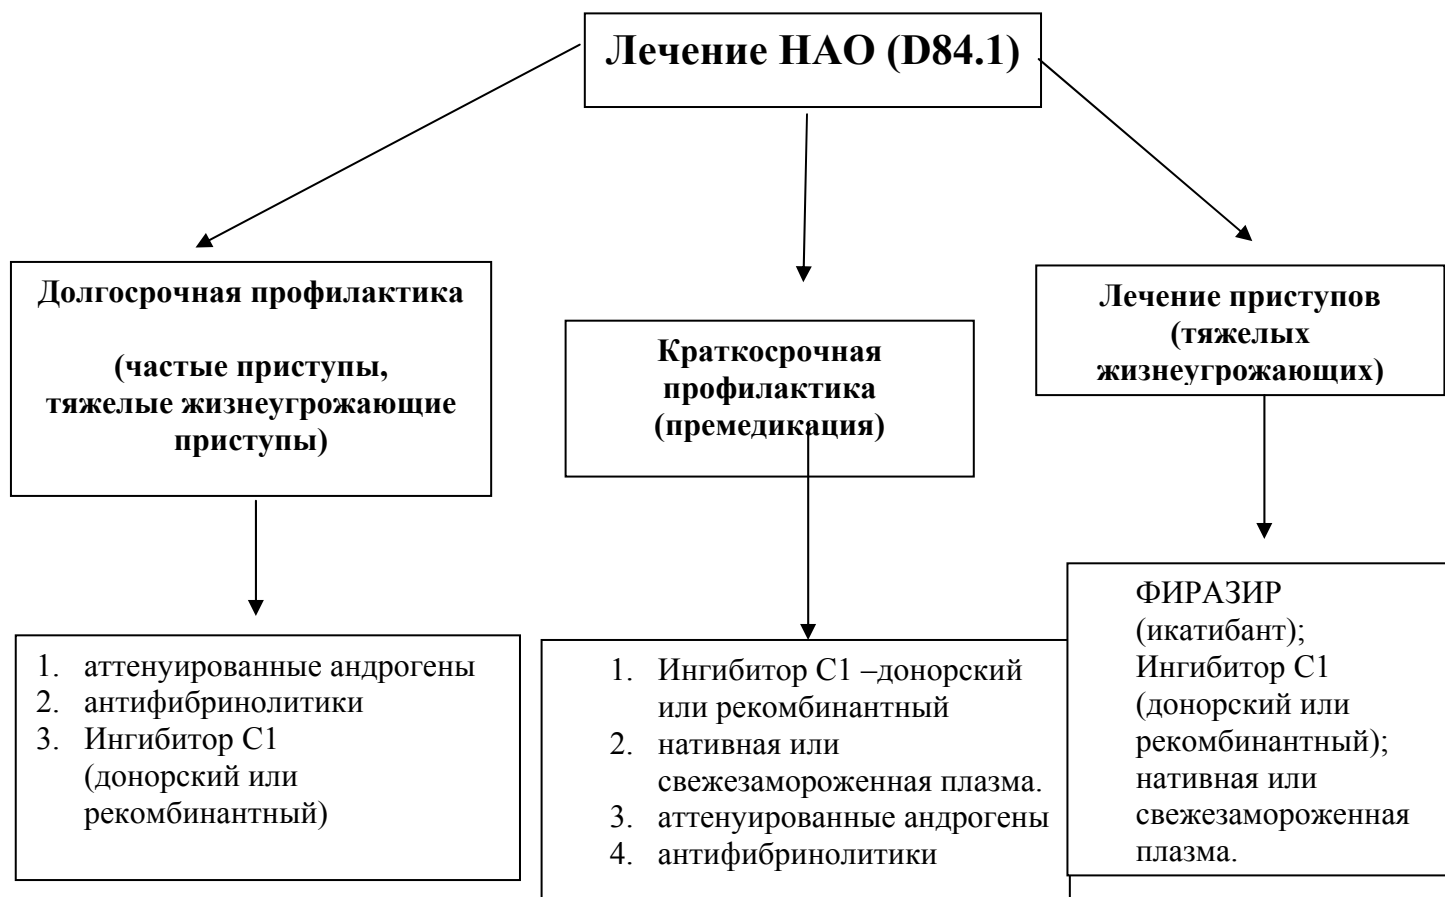 Лечение НАО (D84.1)
Долгосрочная профилактика
(частые приступы,
тяжелые жизнеугрожающие
приступы)
Краткосрочная
профилактика
(премедикация)
Лечение приступов
(тяжелых
жизнеугрожающих)
1. аттенуированные андрогены
2. антифибринолитики
3. Ингибитор С1
(донорский или
рекомбинантный)
1. Ингибитор С1 –донорский
или рекомбинантный
2. нативная или
свежезамороженная плазма.
3. аттенуированные андрогены
4. антифибринолитики
ФИРАЗИР
(икатибант);
Ингибитор С1
(донорский или
рекомбинантный);
нативная или
свежезамороженная
плазма.